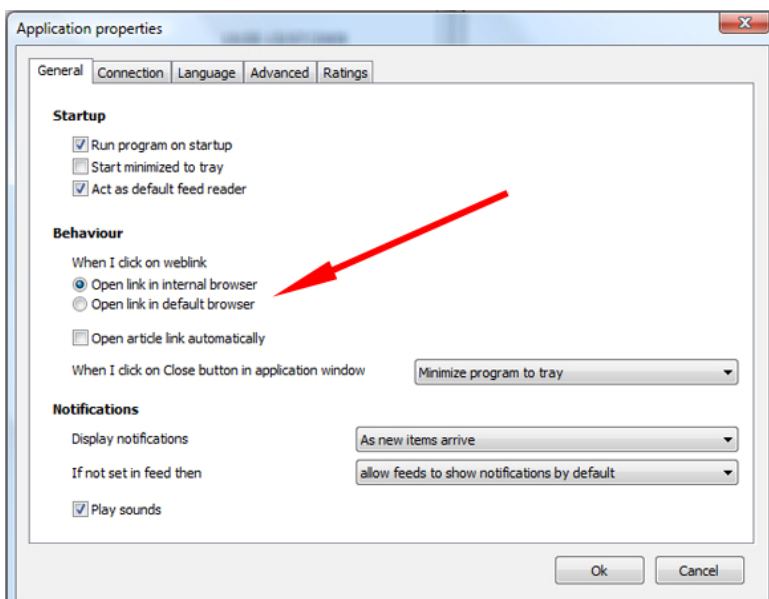 Application properties
General Connection Language Advanced Ratings
Startup
Run program on startup
Start minimized to tray
Act as default feed reader
Behaviour
When I click on weblink
Open link in internal browser
Open link in default browser
Open article link automatically
When I click on Close button in application window Minimize program to tray
Notifications
Display notifications As new items arrive
If not set in feed then allow feeds to show notifications by default
Play sounds
Ok Cancel